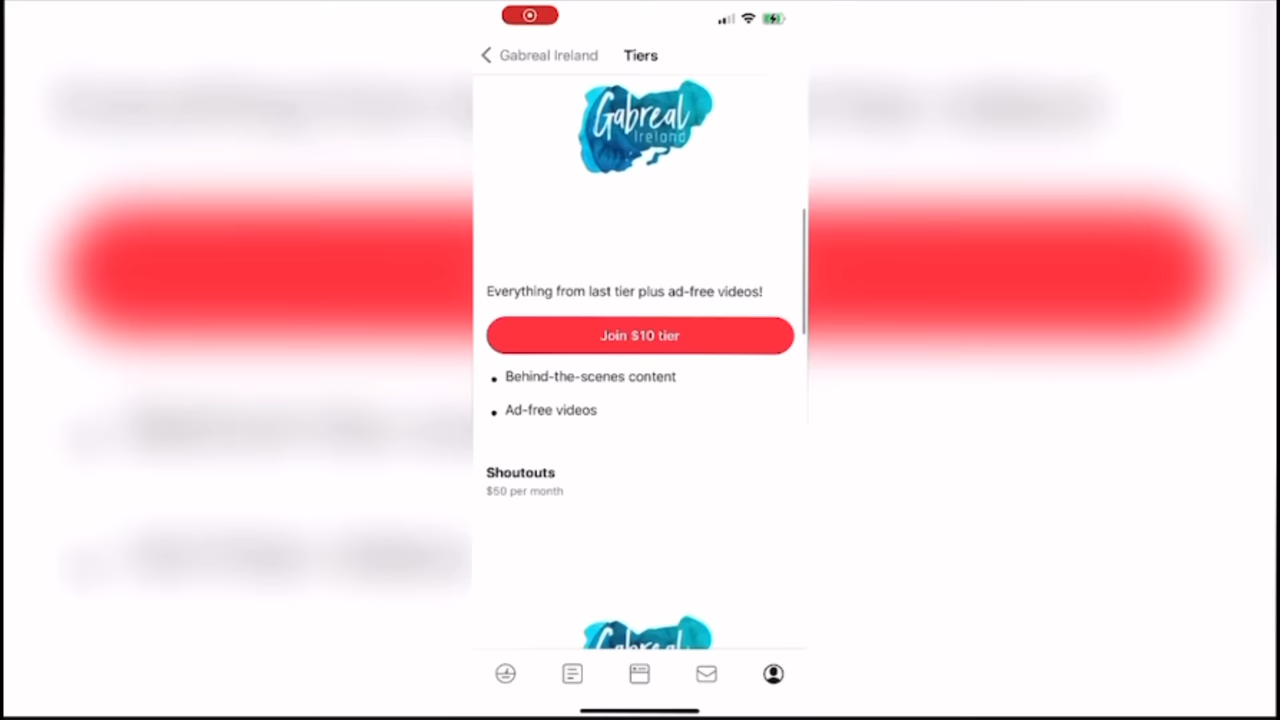 Gabreal Ireland Tiers
Gabreal
Ireland
Everything from last tier plus ad-free videos!
Join $10 tier
Behind-the-scenes content
Ad-free videos
Shoutouts
$50 per month
Gabreal